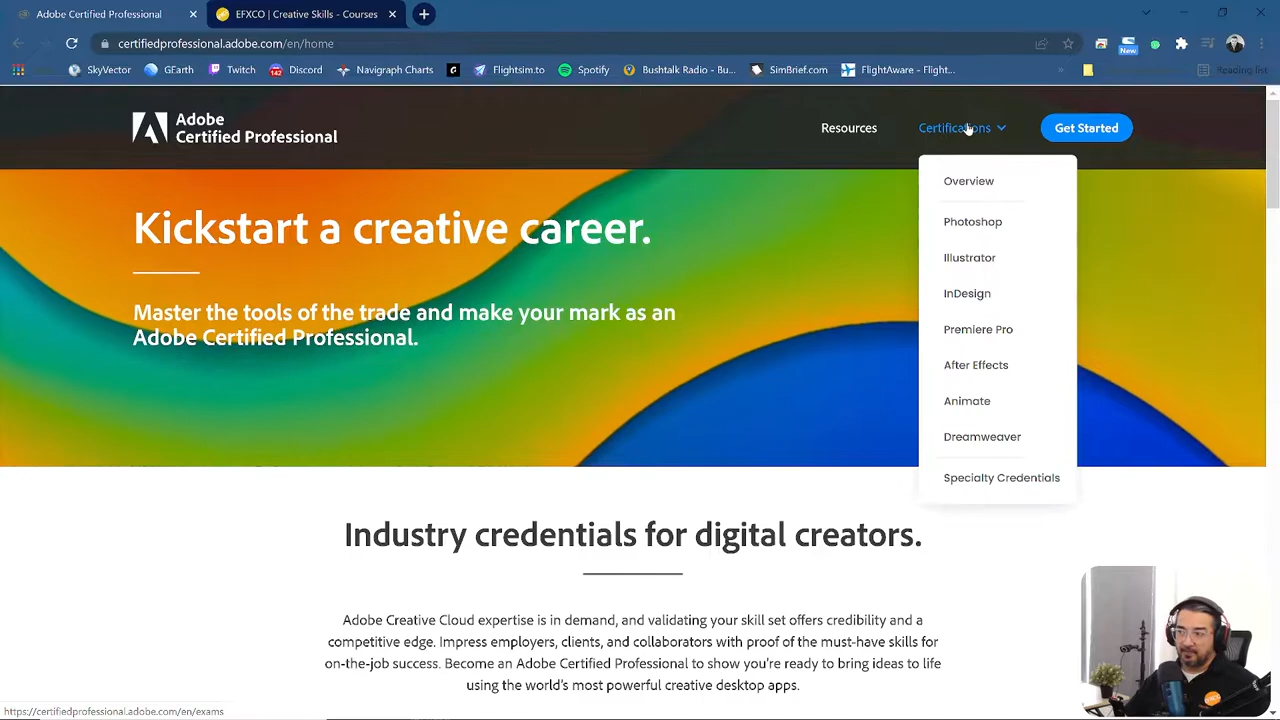 Adobe Certified Professional
EFXCO | Creative Skills - Courses
certifiedprofessional.adobe.com/en/home
New
SkyVector
GEarth
Twitch
142
Discord
Navigraph Charts
Flightsim.to
Spotify
Bushtalk Radio - Bu...
SimBrief.com
FlightAware - Flight...
»
Reading list
Adobe
Certified Professional
Resources
Certifications
Get Started
Overview
Photoshop
Illustrator
InDesign
Premiere Pro
After Effects
Animate
Dreamweaver
Specialty Credentials
Kickstart a creative career.
Master the tools of the trade and make your mark as an
Adobe Certified Professional.
Industry credentials for digital creators.
Adobe Creative Cloud expertise is in demand, and validating your skill set offers credibility and a
competitive edge. Impress employers, clients, and collaborators with proof of the must-have skills for
on-the-job success. Become an Adobe Certified Professional to show you're ready to bring ideas to life
using the world's most powerful creative desktop apps.
EFXCO
https://certifiedprofessional.adobe.com/en/exams